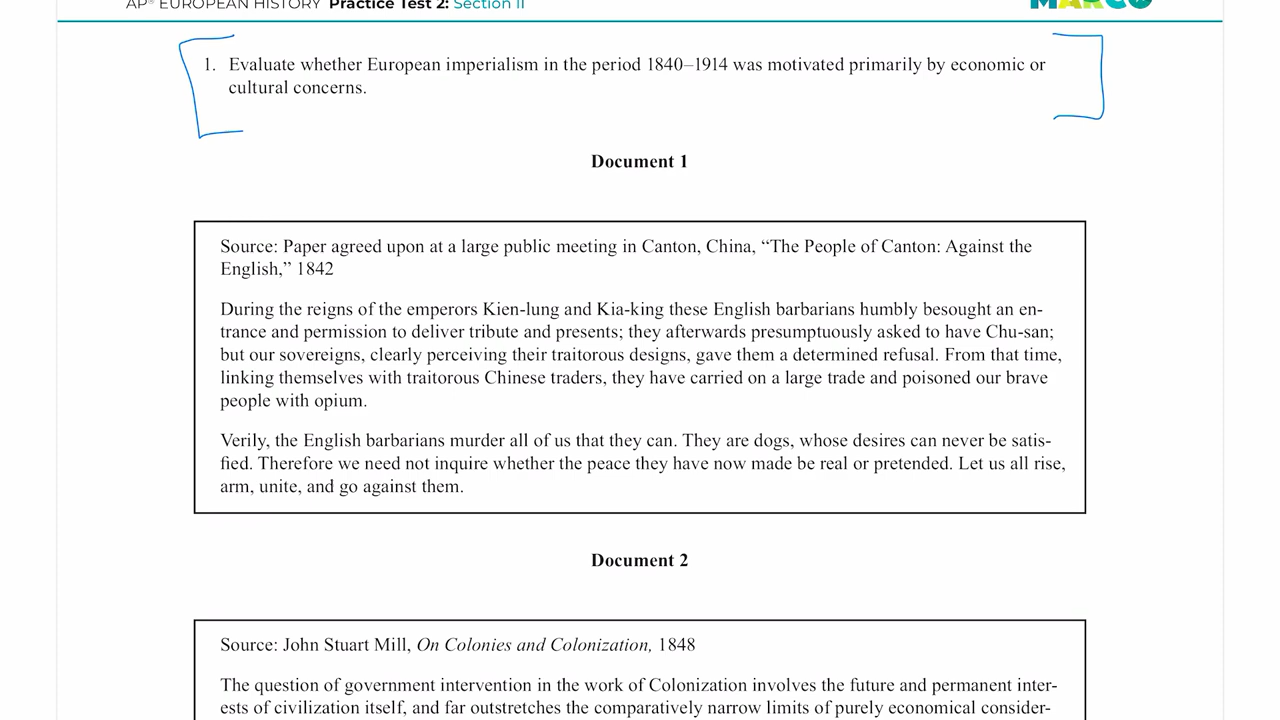 AP® EUROPEAN HISTORY Practice Test 2: Section II
MARCO
1. Evaluate whether European imperialism in the period 1840–1914 was motivated primarily by economic or
cultural concerns.
Document 1
Source: Paper agreed upon at a large public meeting in Canton, China, “The People of Canton: Against the
English,” 1842
During the reigns of the emperors Kien-lung and Kia-king these English barbarians humbly besought an en-
trance and permission to deliver tribute and presents; they afterwards presumptuously asked to have Chu-san;
but our sovereigns, clearly perceiving their traitorous designs, gave them a determined refusal. From that time,
linking themselves with traitorous Chinese traders, they have carried on a large trade and poisoned our brave
people with opium.
Verily, the English barbarians murder all of us that they can. They are dogs, whose desires can never be satis-
fied. Therefore we need not inquire whether the peace they have now made be real or pretended. Let us all rise,
arm, unite, and go against them.
Document 2
Source: John Stuart Mill, On Colonies and Colonization, 1848
The question of government intervention in the work of Colonization involves the future and permanent inter-
ests of civilization itself, and far outstretches the comparatively narrow limits of purely economical consider-